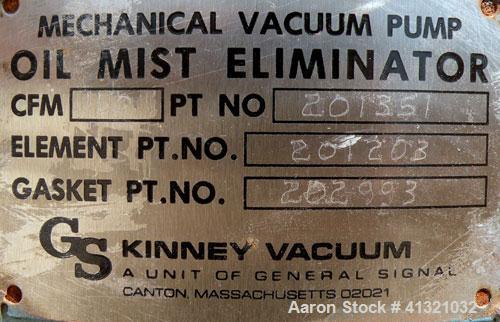 MECHANICAL VACUUM PUMP
OIL MIST ELIMINATOR
CFM PT NO 201351
ELEMENT PT.NO. 201203
GASKET PT.NO. 202993
GS KINNEY VACUUM
A UNIT OF GENERAL SIGNAL
CANTON, MASSACHUSETTS 02021
Aaron Stock # 41321032